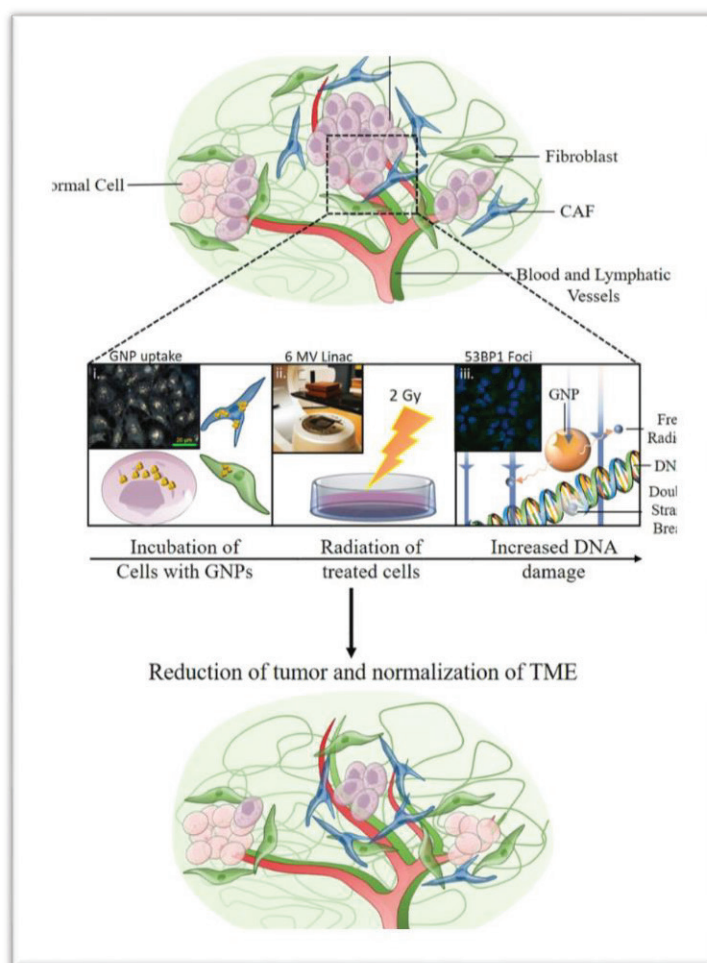 ormal Cell
Fibroblast
CAF
Blood and Lymphatic
Vessels
GNP uptake
6 MV Linac
53BP1 Foci
i.
20 μm
ii.
2 Gy
iii.
GNP
Fre
Radi
DN
Doul
Stra
Brea
Incubation of
Cells with GNPs
Radiation of
treated cells
Increased DNA
damage
Reduction of tumor and normalization of TME